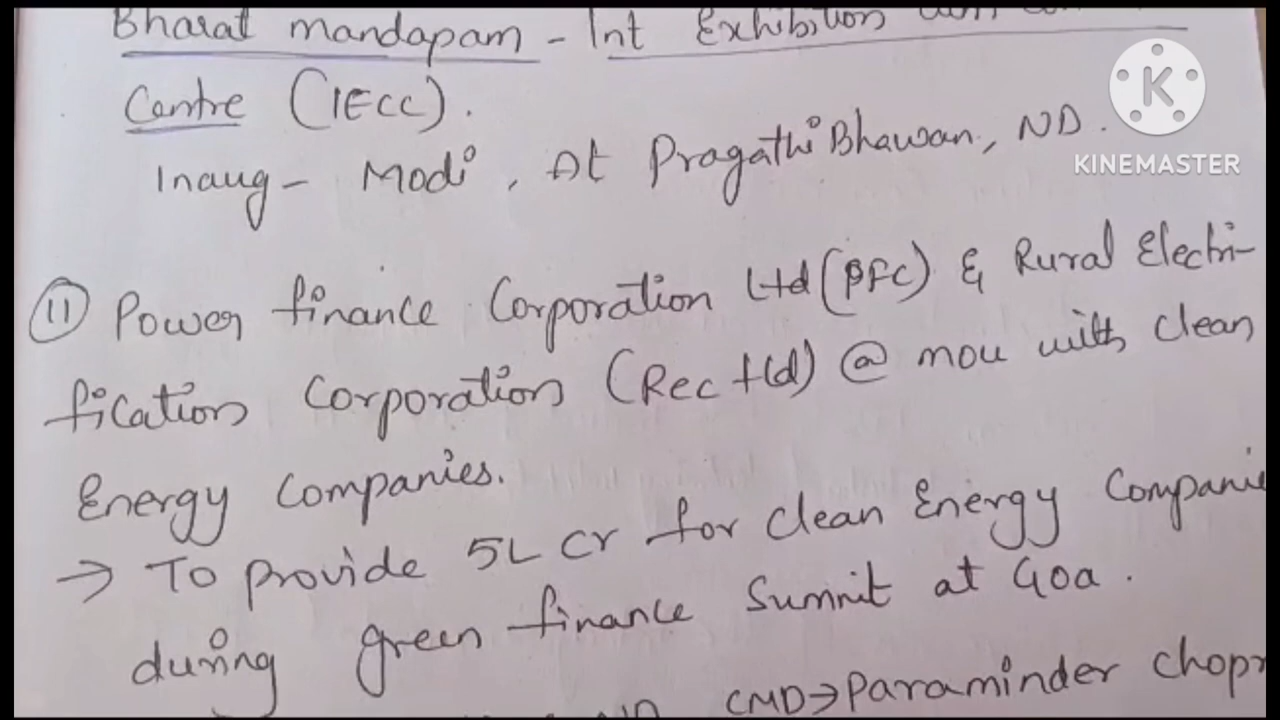 Bharat mandapam - Int Exhibition
Centre (IECC).
Inaug - Modi, At Pragathi Bhawan, ND.
KINEMASTER
(11) Power finance Corporation Ltd (PFC) & Rural Electri-
fication Corporation (Rec Ltd) @ mou with clean
Energy Companies.
→ To provide 5L Cr for clean Energy Companie
during green finance Summit at Goa.
CMD→Paraminder chopr